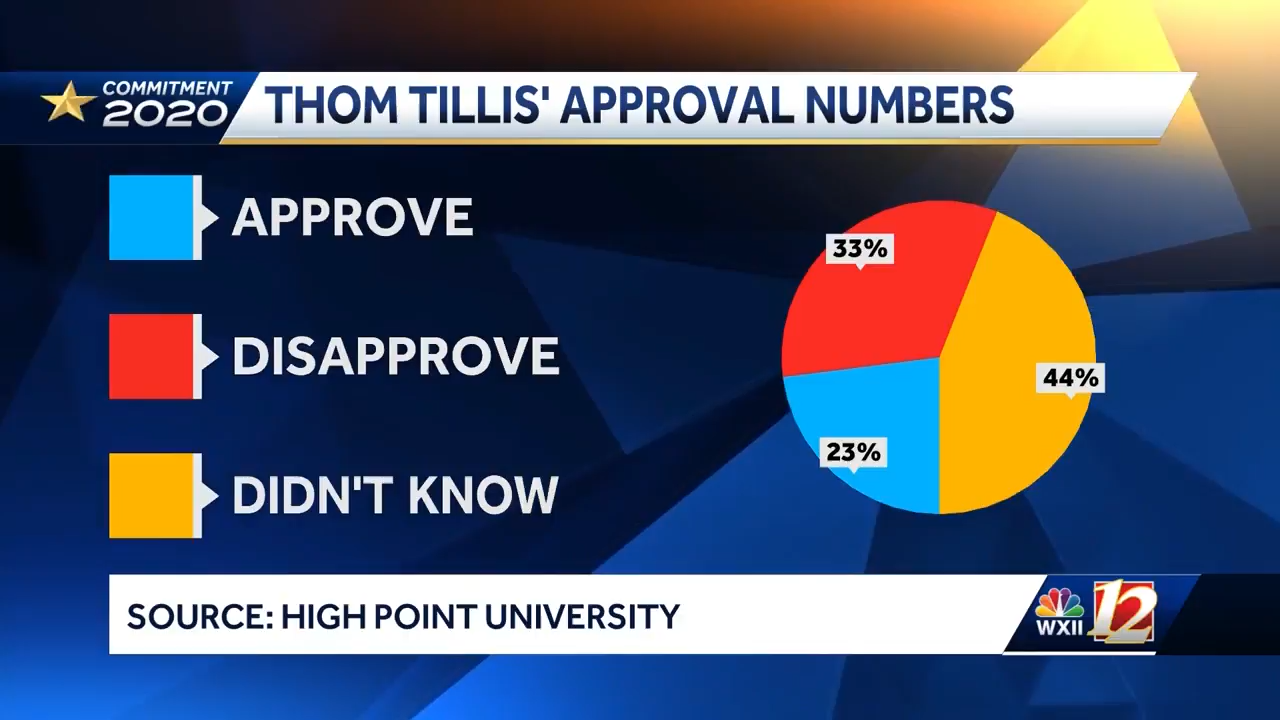 COMMITMENT
2020
THOM TILLIS' APPROVAL NUMBERS
APPROVE
DISAPPROVE
DIDN'T KNOW
33%
44%
23%
SOURCE: HIGH POINT UNIVERSITY
WXII 12